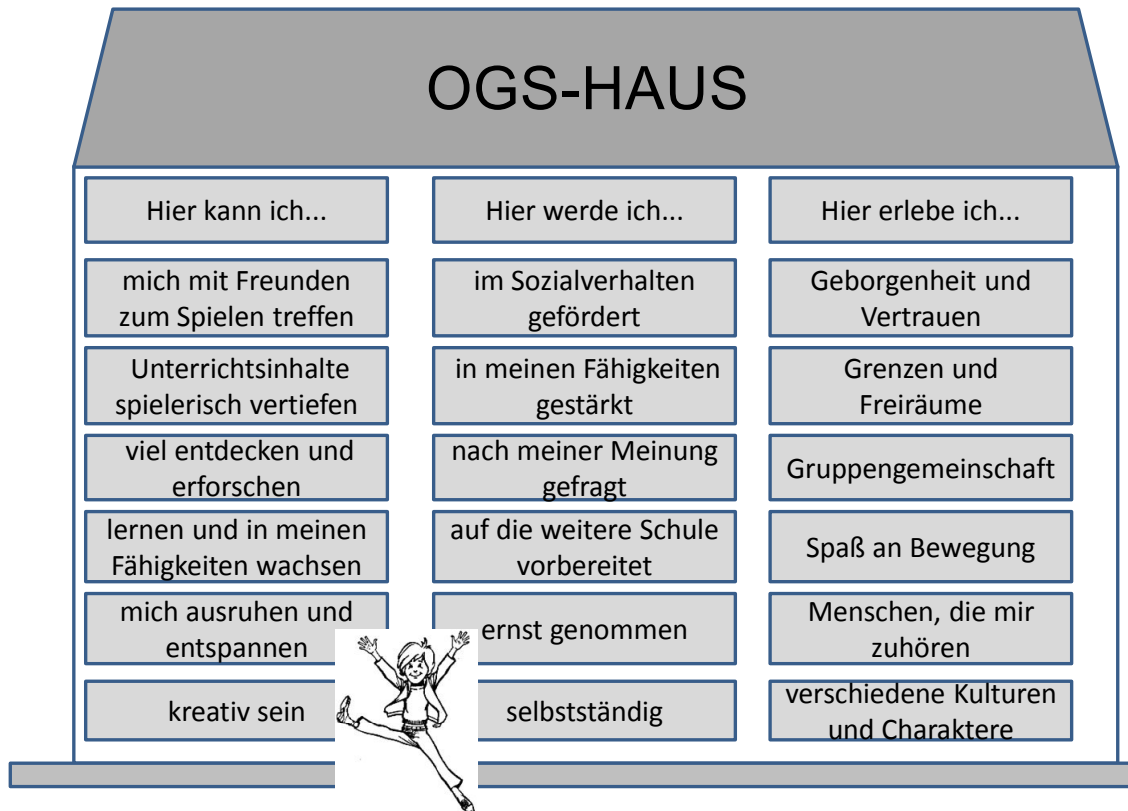 OGS-HAUS
Hier kann ich...
mich mit Freunden
zum Spielen treffen
Unterrichtsinhalte
spielerisch vertiefen
viel entdecken und
erforschen
lernen und in meinen
Fähigkeiten wachsen
mich ausruhen und
entspannen
kreativ sein
Hier werde ich...
im Sozialverhalten
gefördert
in meinen Fähigkeiten
gestärkt
nach meiner Meinung
gefragt
auf die weitere Schule
vorbereitet
ernst genommen
selbstständig
Hier erlebe ich...
Geborgenheit und
Vertrauen
Grenzen und
Freiräume
Gruppengemeinschaft
Spaß an Bewegung
Menschen, die mir
zuhören
verschiedene Kulturen
und Charaktere